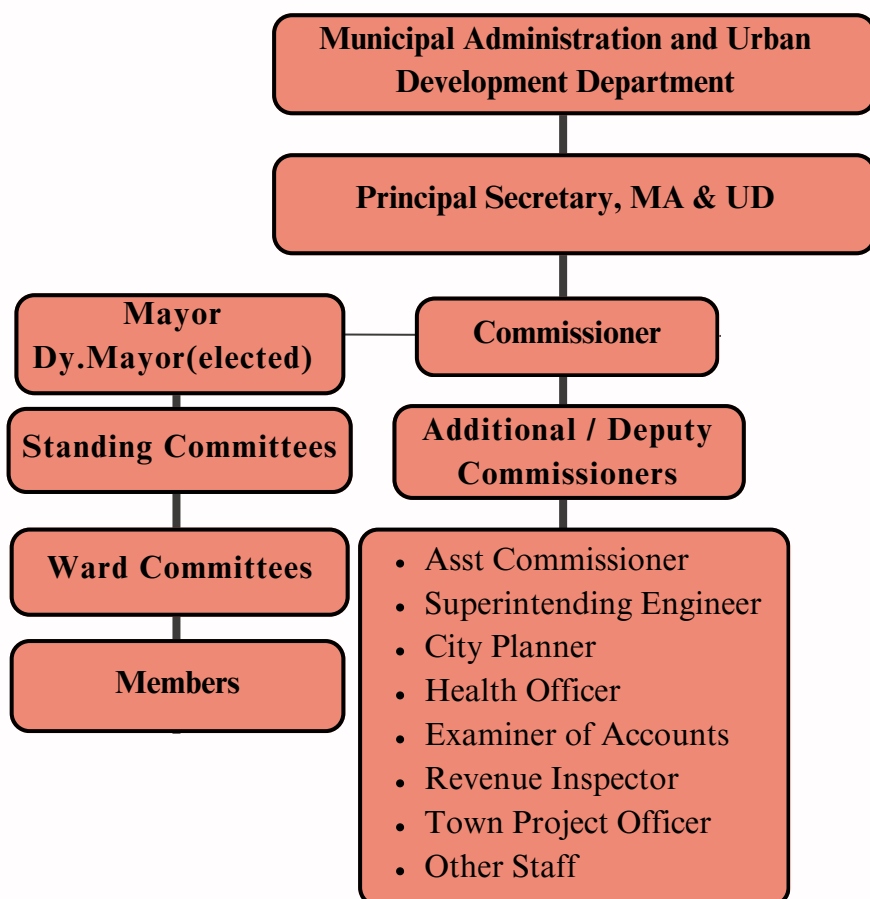 Municipal Administration and Urban
Development Department
Principal Secretary, MA & UD
Mayor
Dy.Mayor(elected)
Commissioner
Standing Committees
Additional / Deputy
Commissioners
Ward Committees
Members
• Asst Commissioner
• Superintending Engineer
• City Planner
• Health Officer
• Examiner of Accounts
• Revenue Inspector
• Town Project Officer
• Other Staff